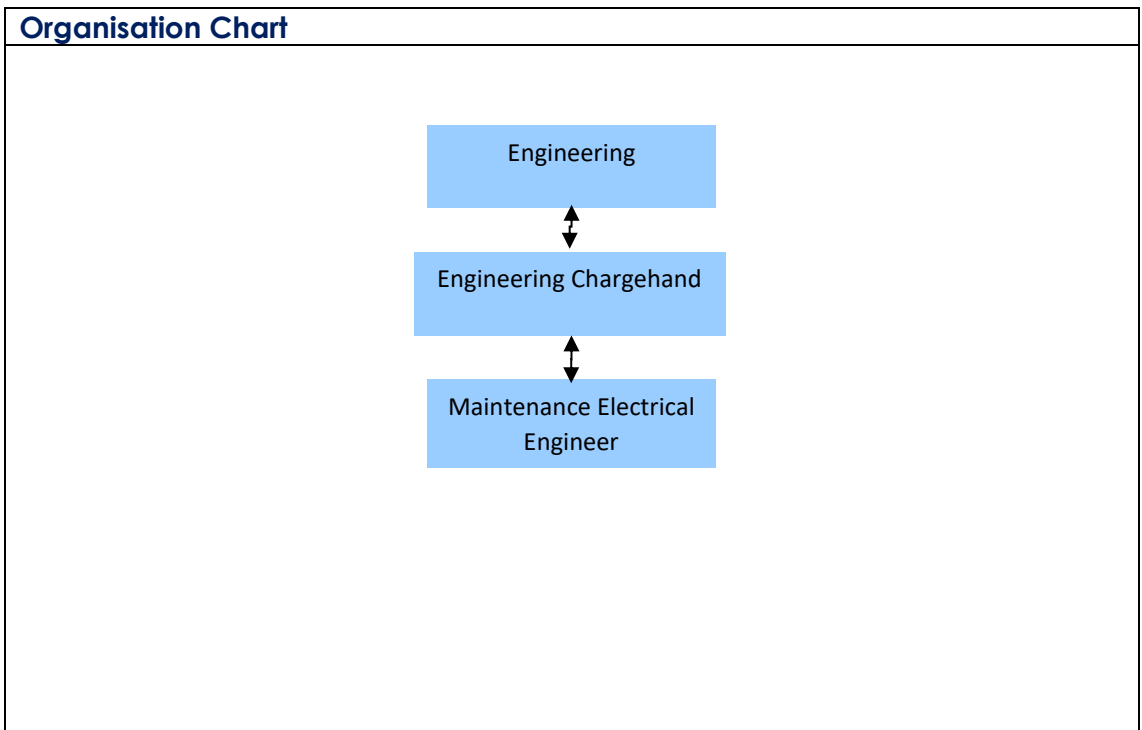 Organisation Chart
Engineering
Engineering Chargehand
Maintenance Electrical
Engineer